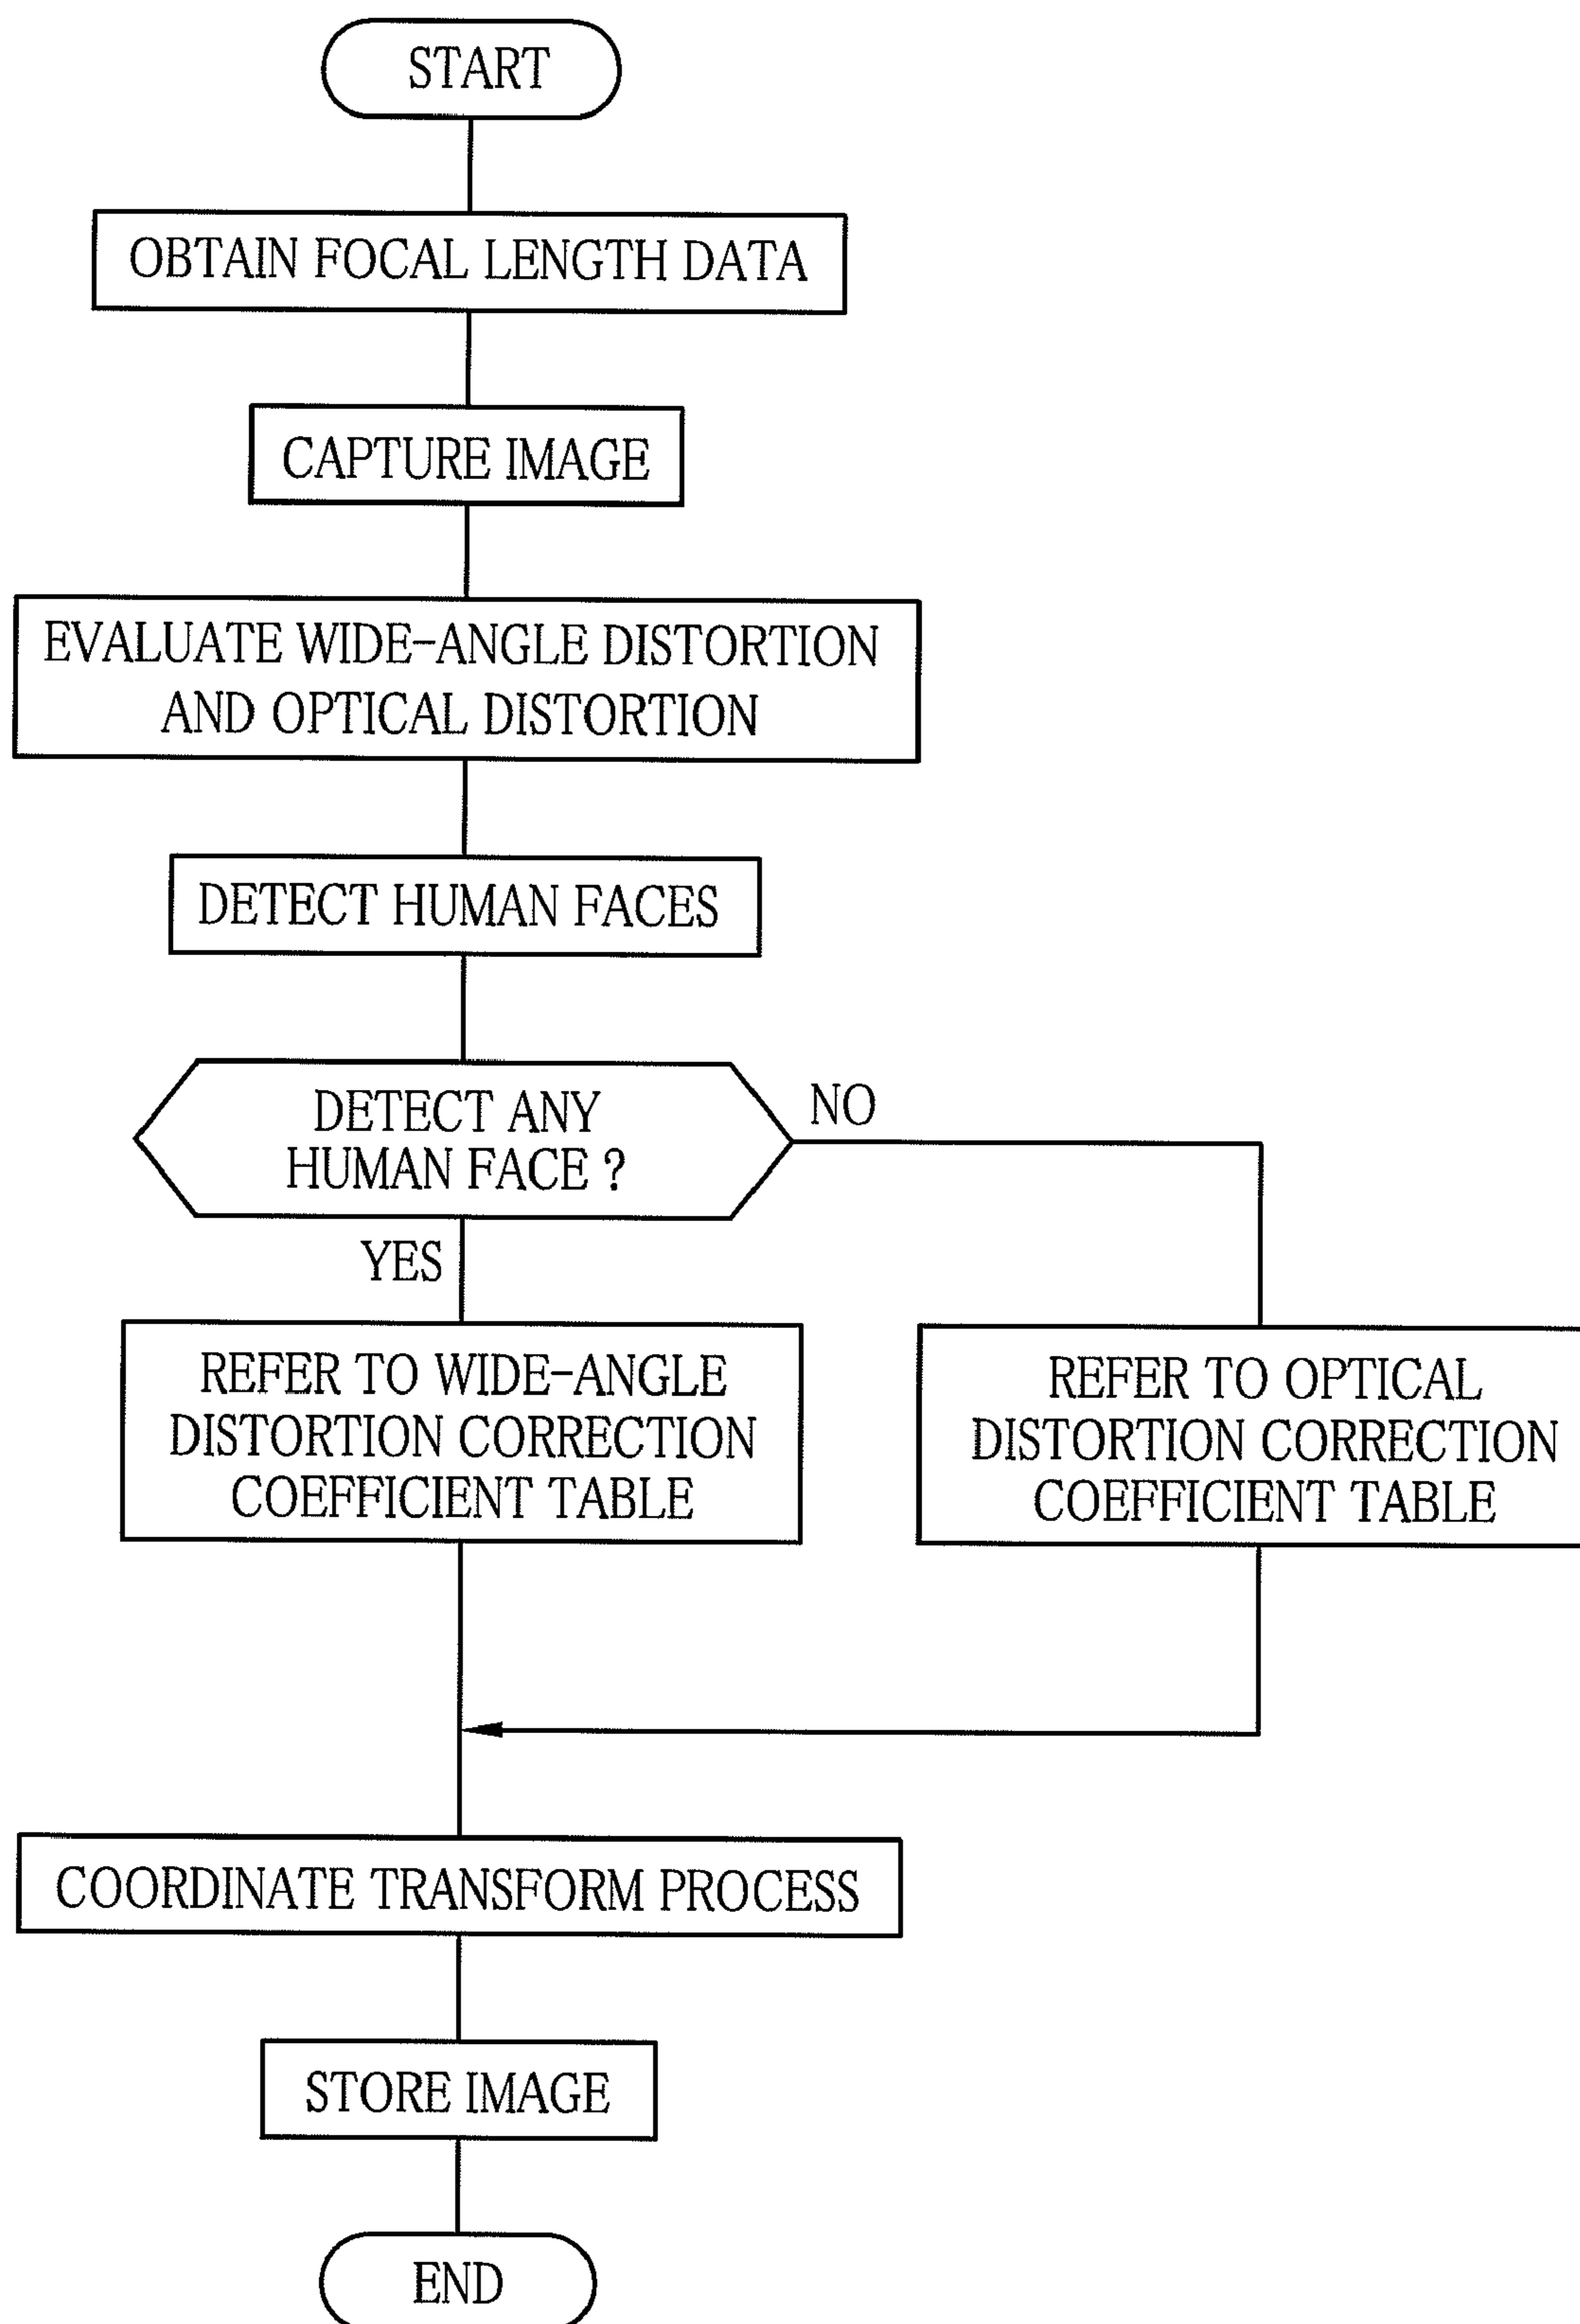 START
OBTAIN FOCAL LENGTH DATA
CAPTURE IMAGE
EVALUATE WIDE-ANGLE DISTORTION
AND OPTICAL DISTORTION
DETECT HUMAN FACES
DETECT ANY
HUMAN FACE ?
NO
YES
REFER TO WIDE-ANGLE
DISTORTION CORRECTION
COEFFICIENT TABLE
REFER TO OPTICAL
DISTORTION CORRECTION
COEFFICIENT TABLE
COORDINATE TRANSFORM PROCESS
STORE IMAGE
END